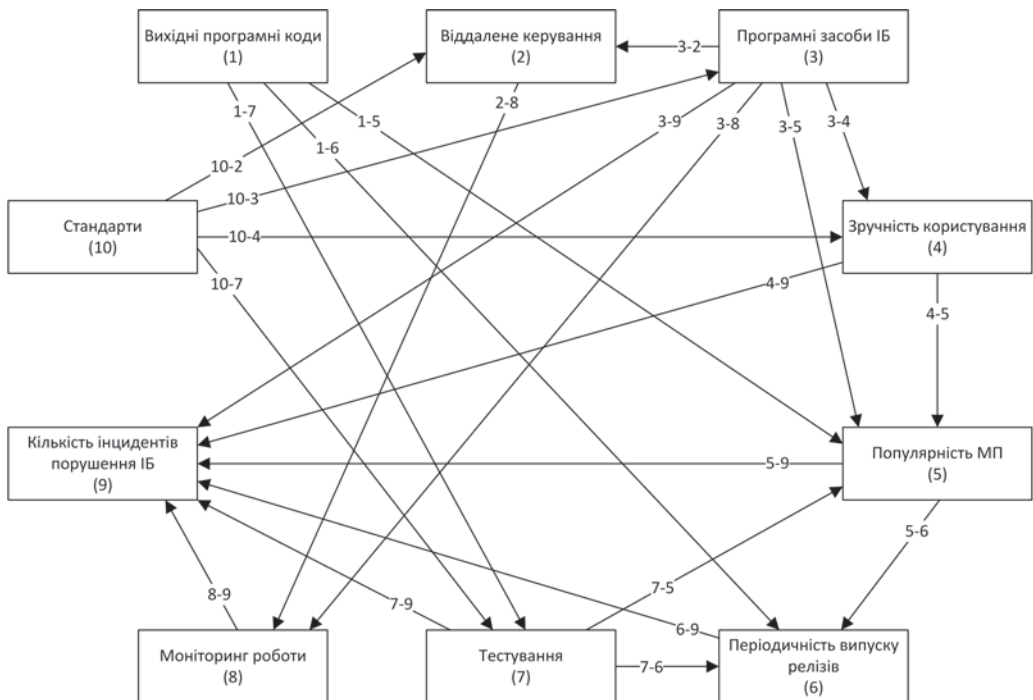 Вихідні програмні коди
(1)
Віддалене керування
(2)
Програмні засоби ІБ
(3)
3-2
1-7
2-8
1-5
3-9
3-8
3-5
3-4
1-6
10-2
10-3
Стандарти
(10)
10-4
Зручність користування
(4)
10-7
4-9
4-5
Кількість інцидентів
порушення ІБ
(9)
5-9
Популярність МП
(5)
5-6
7-5
8-9
7-9
6-9
Моніторинг роботи
(8)
Тестування
(7)
7-6
Періодичність випуску
релізів
(6)